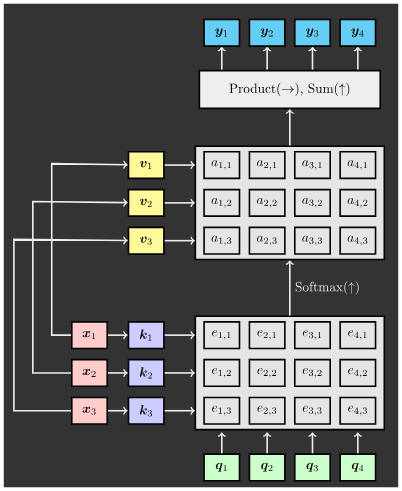 y₁ y₂ y₃ y₄
Product(→), Sum(↑)
v₁ a₁,₁ a₂,₁ a₃,₁ a₄,₁
v₂ a₁,₂ a₂,₂ a₃,₂ a₄,₂
v₃ a₁,₃ a₂,₃ a₃,₃ a₄,₃
Softmax(↑)
x₁ k₁ e₁,₁ e₂,₁ e₃,₁ e₄,₁
x₂ k₂ e₁,₂ e₂,₂ e₃,₂ e₄,₂
x₃ k₃ e₁,₃ e₂,₃ e₃,₃ e₄,₃
q₁ q₂ q₃ q₄